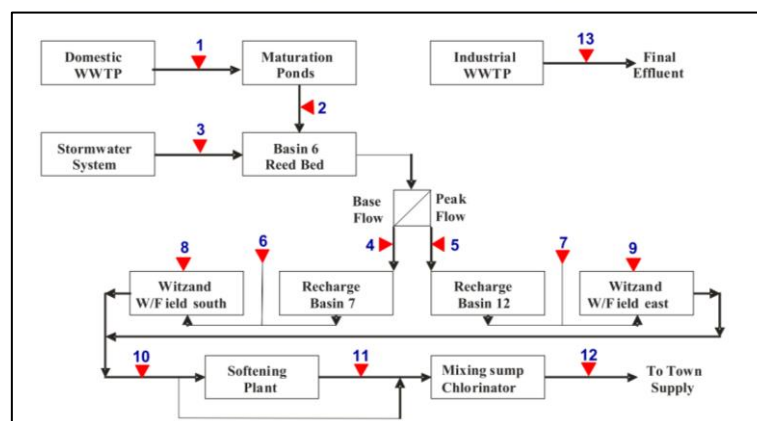 1
13
Domestic
WWTP
Maturation
Ponds
Industrial
WWTP
Final
Effluent
2
3
Stormwater
System
Basin 6
Reed Bed
Base
Flow
Peak
Flow
4
5
6
7
8
9
Witzand
W/Field south
Recharge
Basin 7
Recharge
Basin 12
Witzand
W/Field east
10
11
12
Softening
Plant
Mixing sump
Chlorinator
To Town
Supply